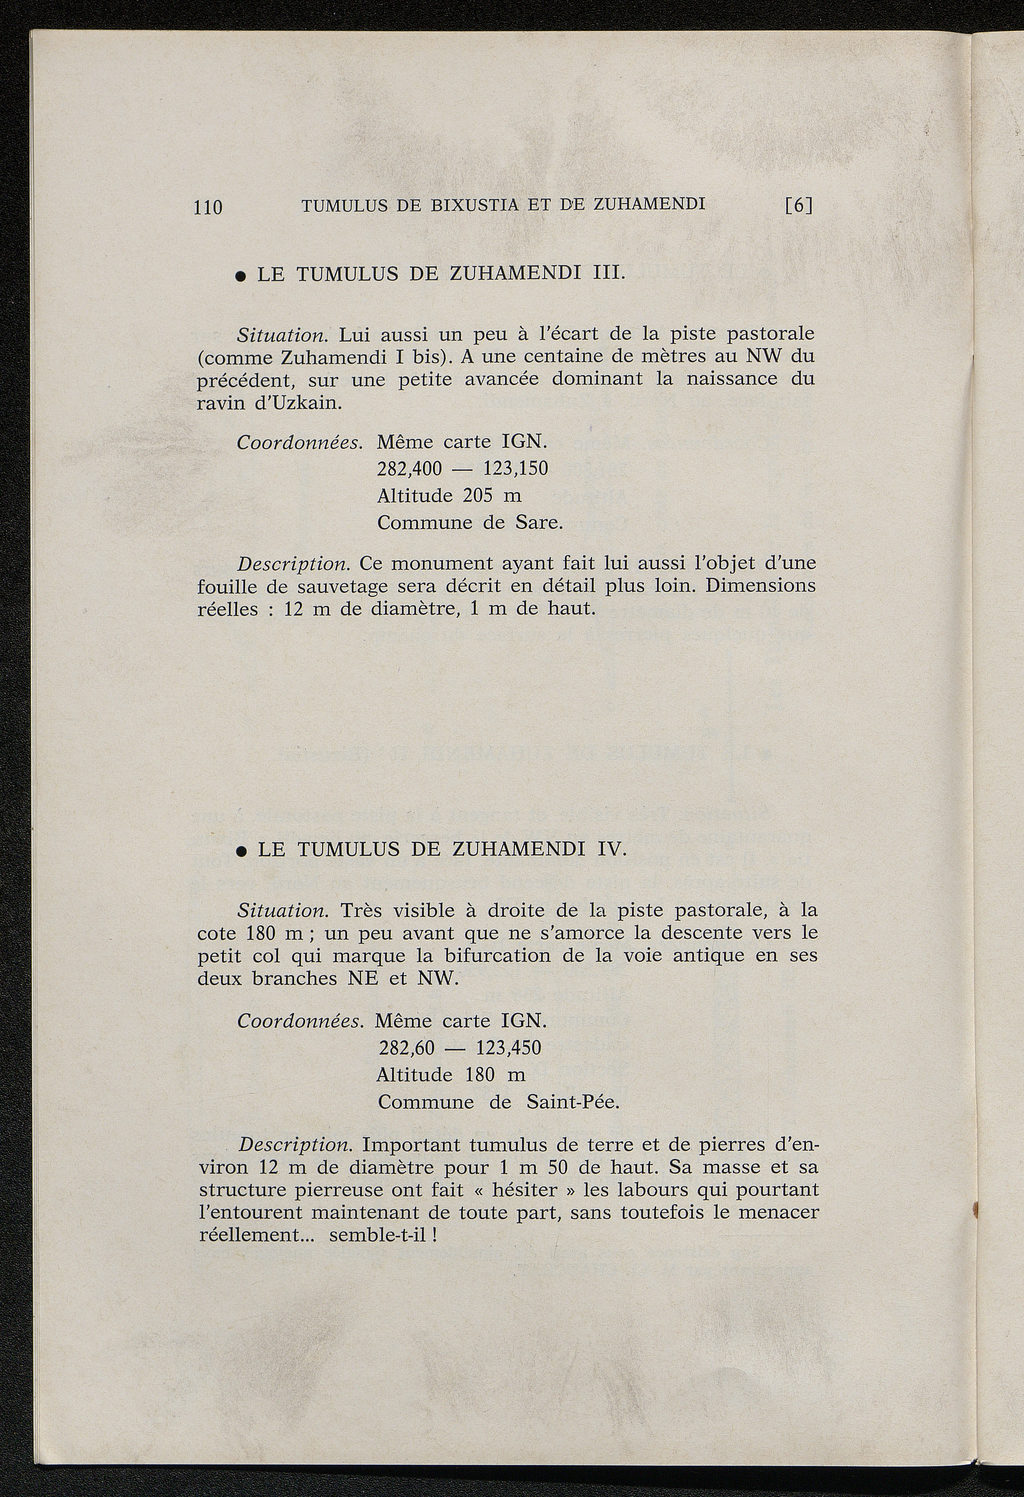 110 TUMULUS DE BIXUSTIA ET DE ZUHAMENDI [6]
● LE TUMULUS DE ZUHAMENDI III.
Situation. Lui aussi un peu à l'écart de la piste pastorale
(comme Zuhamendi I bis). A une centaine de mètres au NW du
précédent, sur une petite avancée dominant la naissance du
ravin d'Uzkain.
Coordonnées. Même carte IGN.
282,400 — 123,150
Altitude 205 m
Commune de Sare.
Description. Ce monument ayant fait lui aussi l'objet d'une
fouille de sauvetage sera décrit en détail plus loin. Dimensions
réelles : 12 m de diamètre, 1 m de haut.
● LE TUMULUS DE ZUHAMENDI IV.
Situation. Très visible à droite de la piste pastorale, à la
cote 180 m ; un peu avant que ne s'amorce la descente vers le
petit col qui marque la bifurcation de la voie antique en ses
deux branches NE et NW.
Coordonnées. Même carte IGN.
282,60 — 123,450
Altitude 180 m
Commune de Saint-Pée.
Description. Important tumulus de terre et de pierres d'en-
viron 12 m de diamètre pour 1 m 50 de haut. Sa masse et sa
structure pierreuse ont fait « hésiter » les labours qui pourtant
l'entourent maintenant de toute part, sans toutefois le menacer
réellement... semble-t-il !